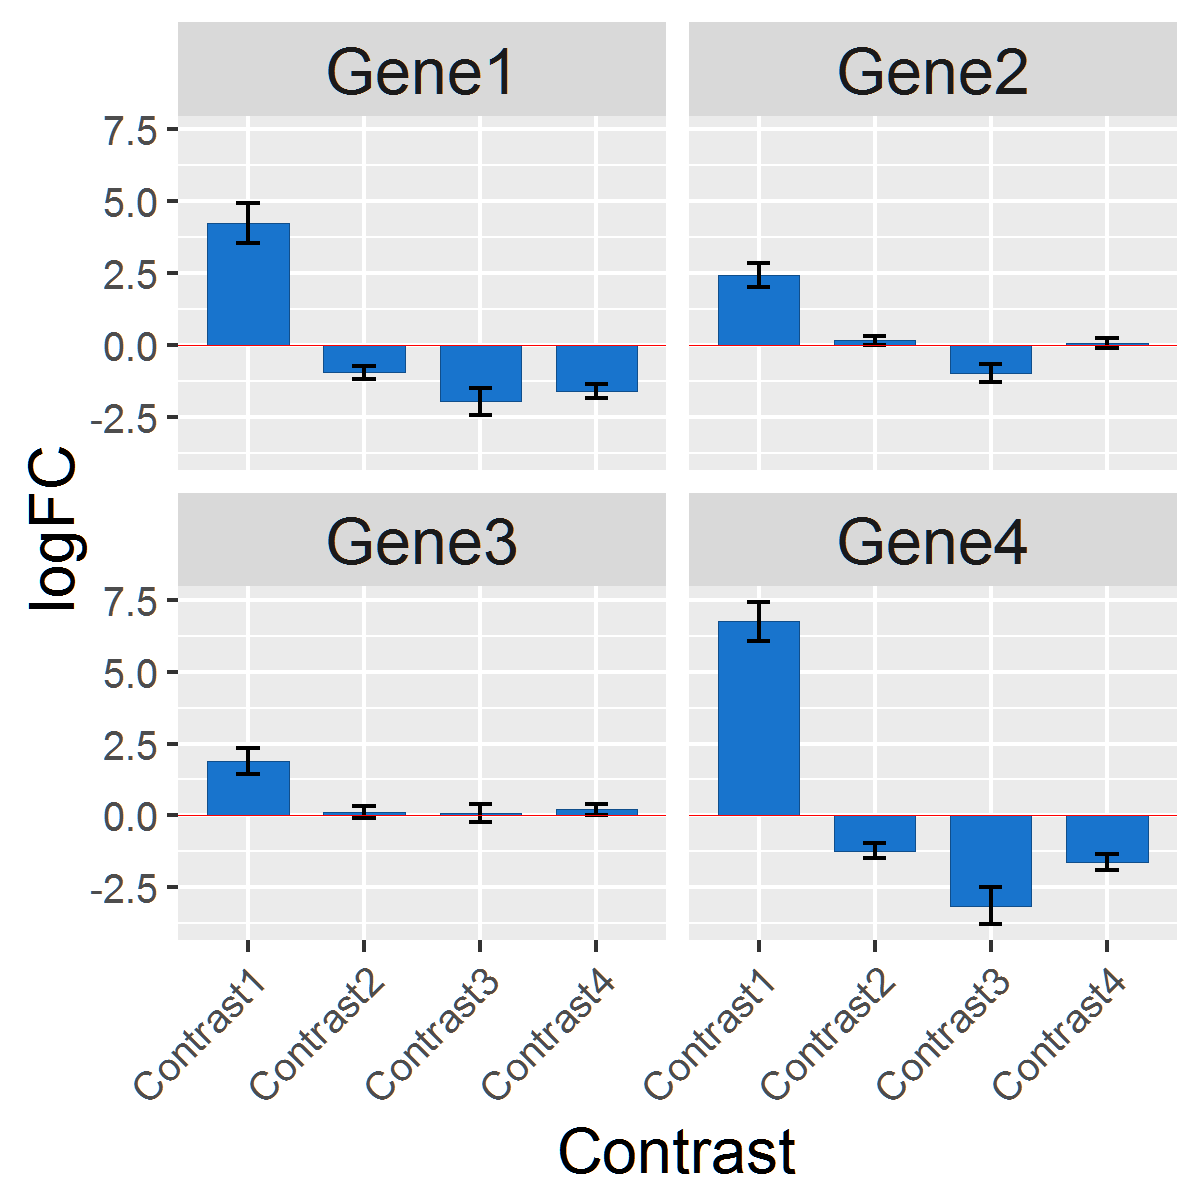 Gene1 Gene2
7.5
5.0
2.5
0.0
-2.5
logFC
Gene3 Gene4
7.5
5.0
2.5
0.0
-2.5
Contrast1 Contrast2 Contrast3 Contrast4 Contrast1 Contrast2 Contrast3 Contrast4
Contrast